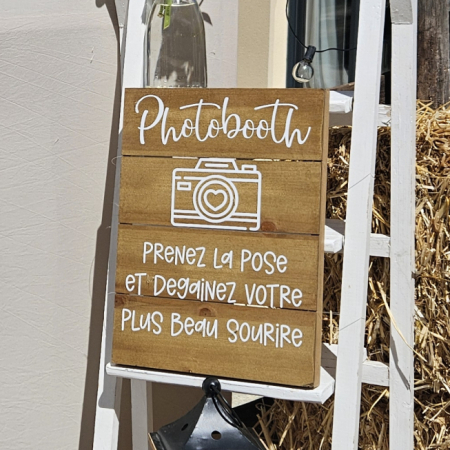 Photobooth
Prenez la pose
et Degainez votre
plus Beau sourire